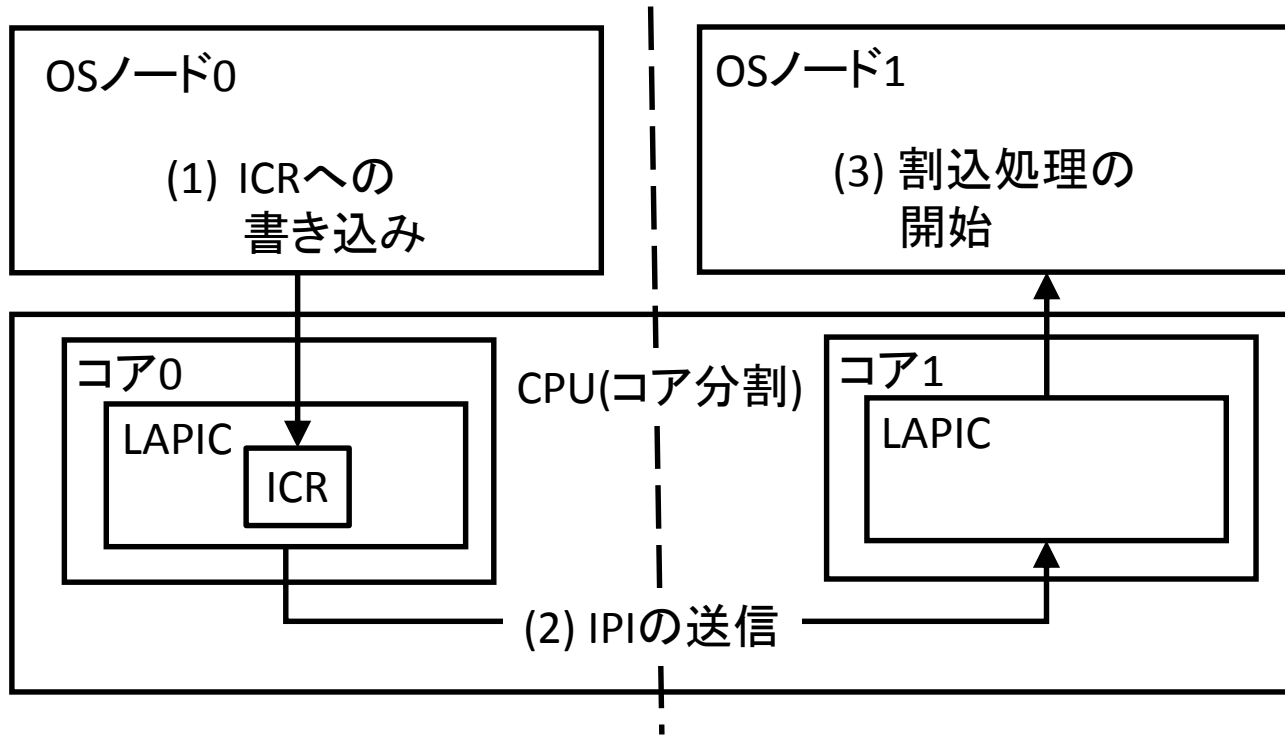 OSノード0
(1) ICRへの
書き込み
OSノード1
(3) 割込処理の
開始
コア0
LAPIC
ICR
CPU(コア分割)
コア1
LAPIC
(2) IPIの送信